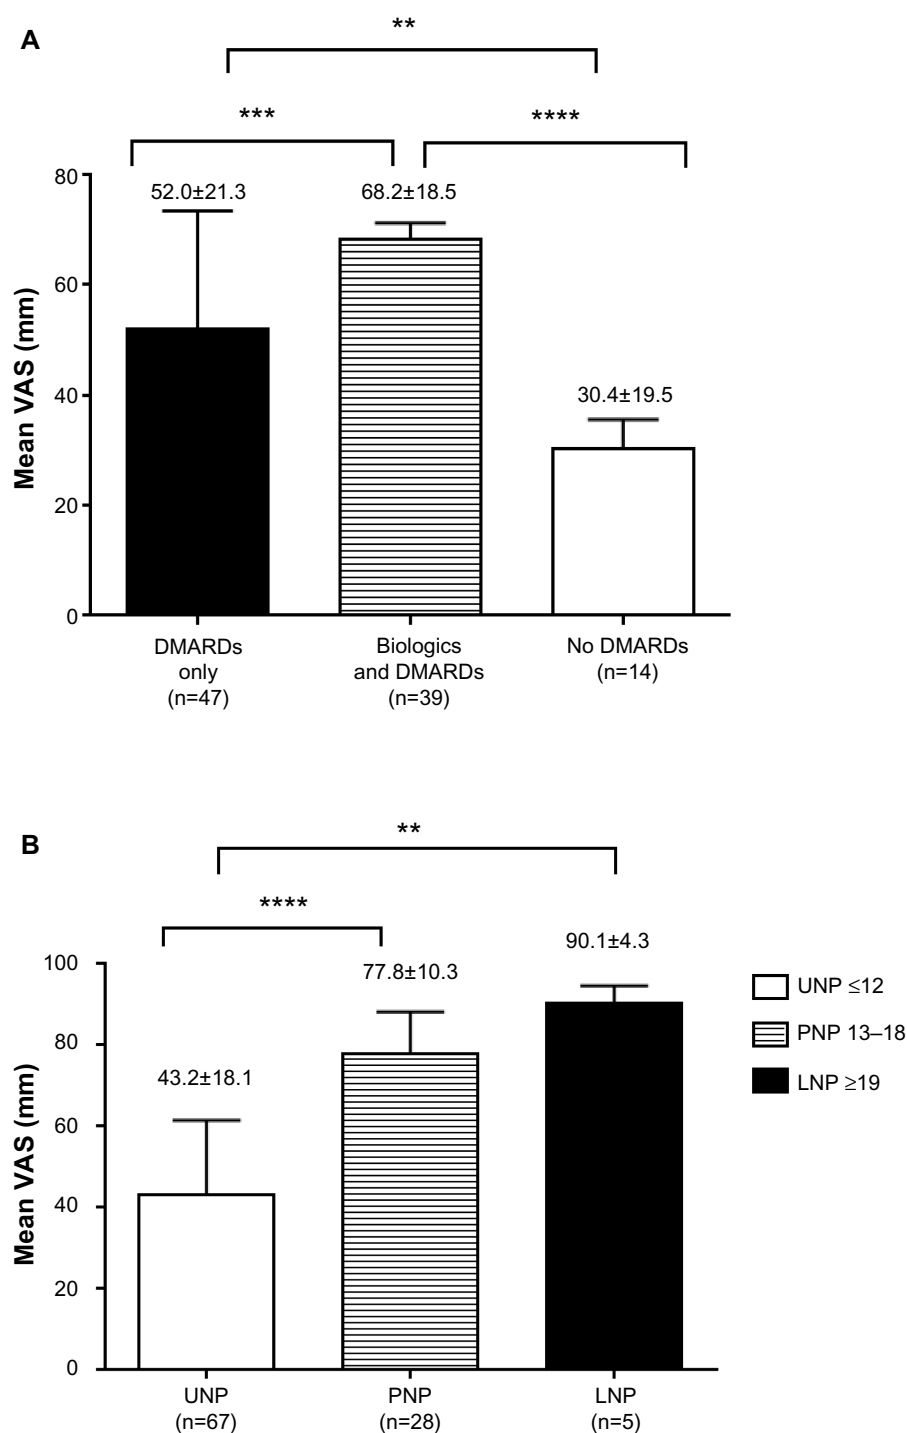 A
**
***
****
80
60
40
20
0
Mean VAS (mm)
52.0±21.3
68.2±18.5
30.4±19.5
DMARDs
only
(n=47)
Biologics
and DMARDs
(n=39)
No DMARDs
(n=14)
B
**
****
100
80
60
40
20
0
Mean VAS (mm)
43.2±18.1
77.8±10.3
90.1±4.3
UNP
(n=67)
PNP
(n=28)
LNP
(n=5)
UNP ≤12
PNP 13–18
LNP ≥19